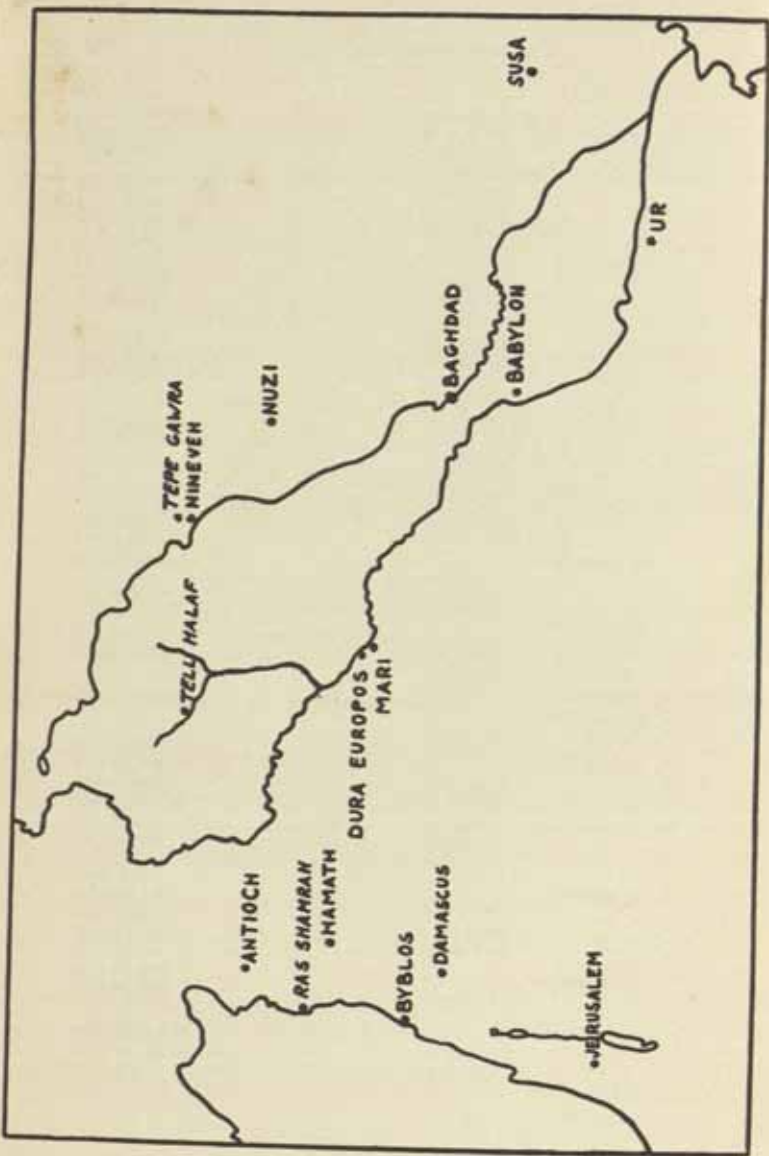 TEPE GAWRA
NINEVEH
TELL HALAF
ANTIOCH
NUZI
RAS SHAMRAH
HAMATH
DURA EUROPOS
MARI
BYBLOS
DAMASCUS
BAGHDAD
BABYLON
SUSA
JERUSALEM
UR